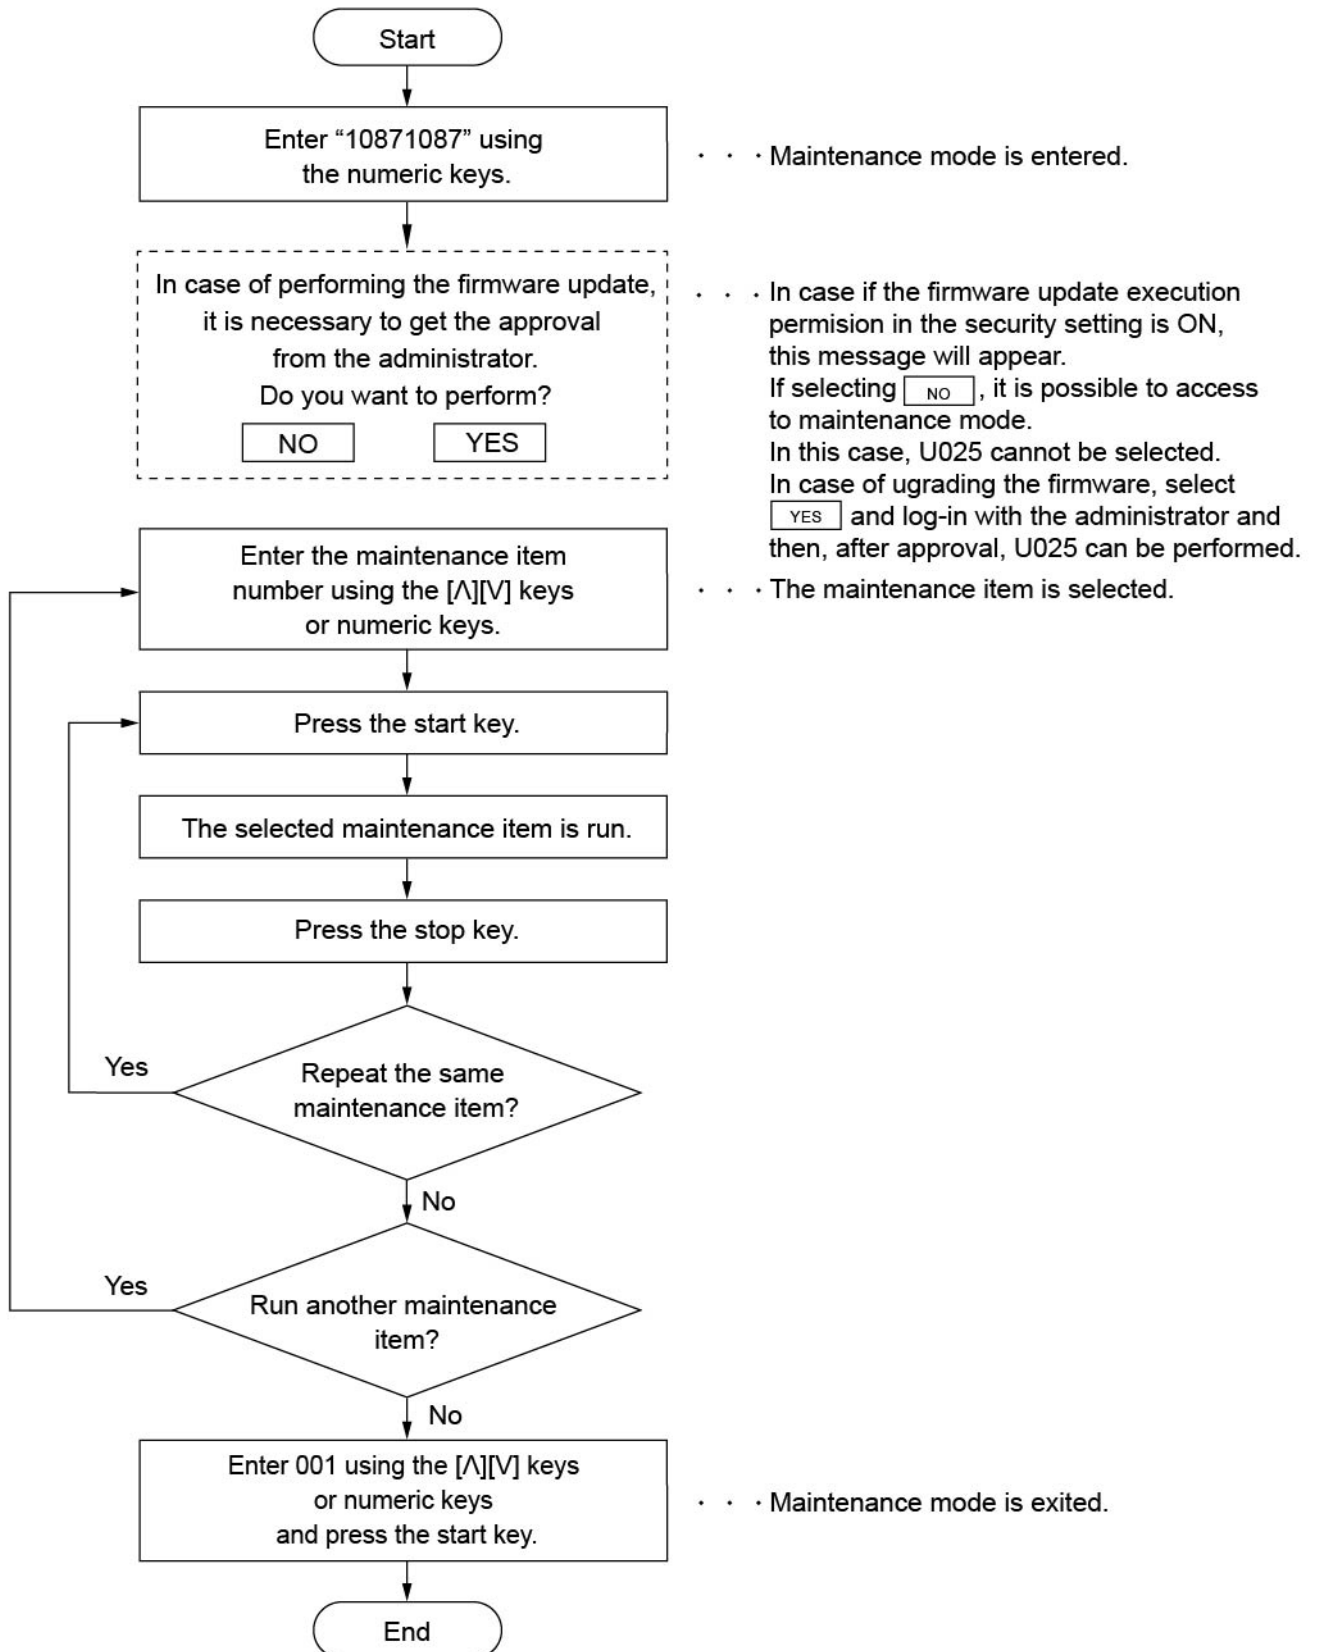 Start
Enter “10871087” using
the numeric keys.
· · · Maintenance mode is entered.
In case of performing the firmware update,
it is necessary to get the approval
from the administrator.
Do you want to perform?
NO YES
· · · In case if the firmware update execution
permision in the security setting is ON,
this message will appear.
If selecting NO , it is possible to access
to maintenance mode.
In this case, U025 cannot be selected.
In case of ugrading the firmware, select
YES and log-in with the administrator and
then, after approval, U025 can be performed.
Enter the maintenance item
number using the [Λ][V] keys
or numeric keys.
· · · The maintenance item is selected.
Press the start key.
The selected maintenance item is run.
Press the stop key.
Yes
Repeat the same
maintenance item?
No
Yes
Run another maintenance
item?
No
Enter 001 using the [Λ][V] keys
or numeric keys
and press the start key.
· · · Maintenance mode is exited.
End